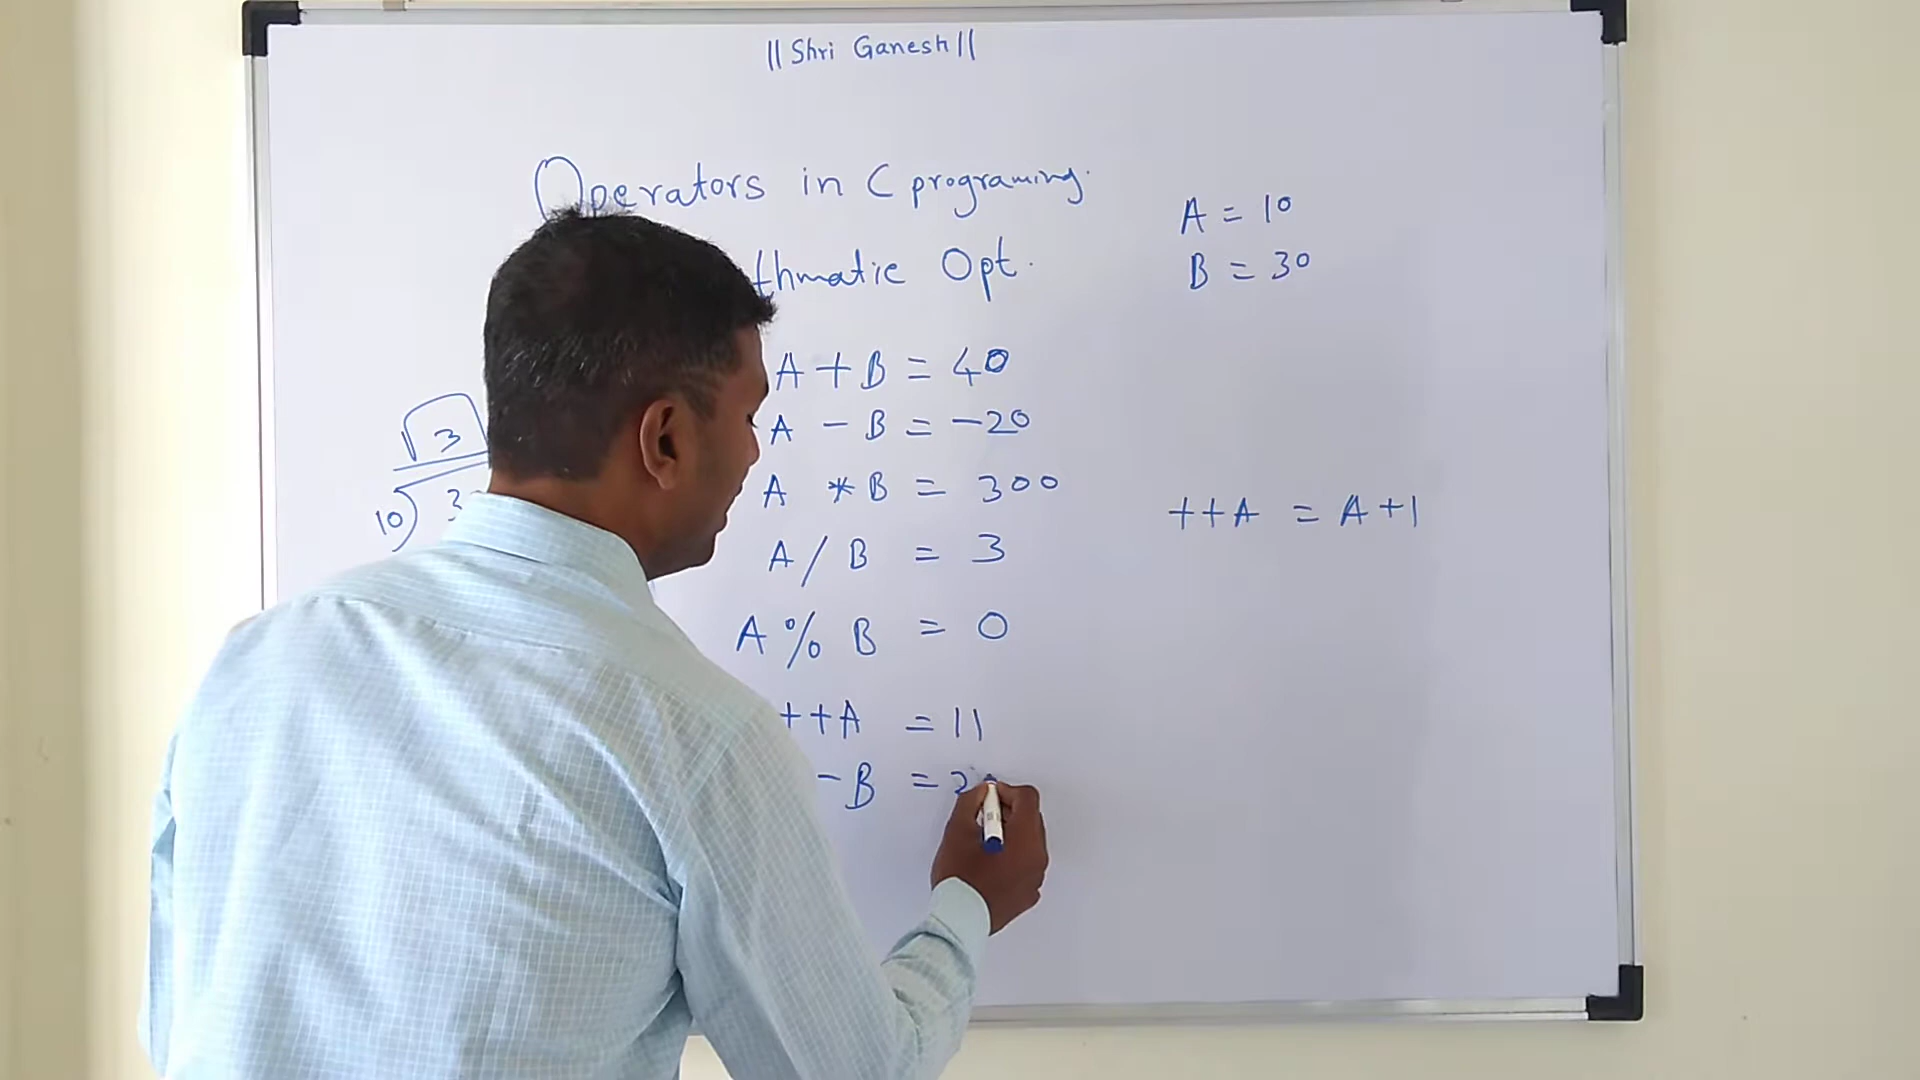 || Shri Ganesh ||
Operators in C programing.
thmatic Opt.
A = 10
B = 30
A + B = 40
A - B = -20
A * B = 300
A / B = 3
A % B = 0
++A = 11
-B = 2
3
10) 3
++A = A+1